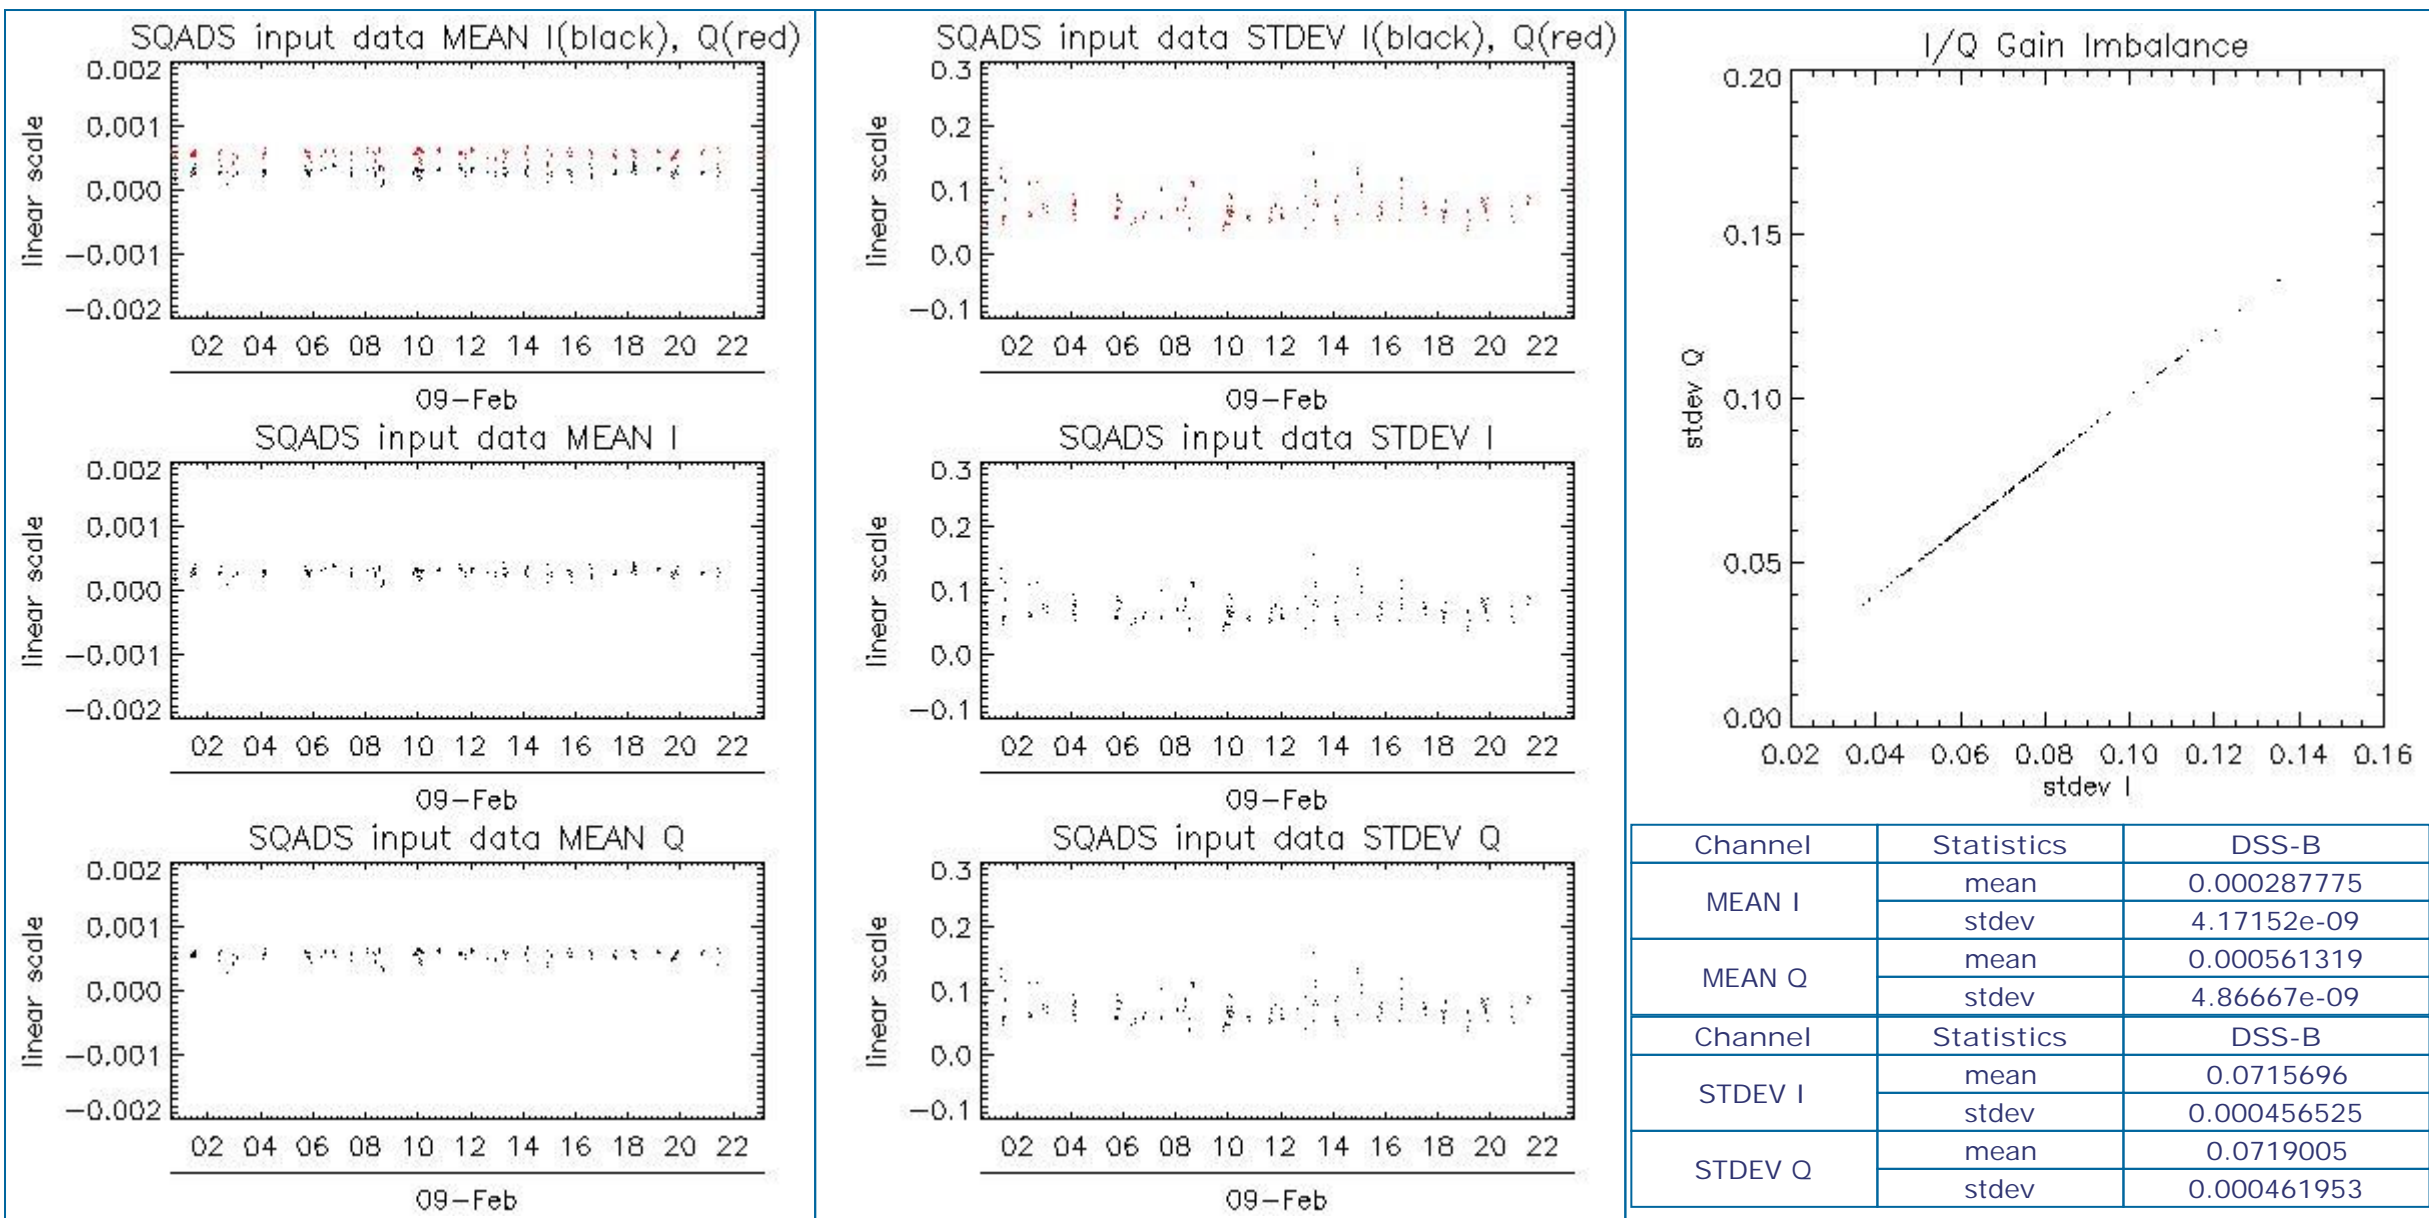 SQADS input data MEAN I(black), Q(red)
0.002
0.001
0.000
−0.001
−0.002
linear scale
02 04 06 08 10 12 14 16 18 20 22
09−Feb
SQADS input data MEAN I
0.002
0.001
0.000
−0.001
−0.002
linear scale
02 04 06 08 10 12 14 16 18 20 22
09−Feb
SQADS input data MEAN Q
0.002
0.001
0.000
−0.001
−0.002
linear scale
02 04 06 08 10 12 14 16 18 20 22
09−Feb
SQADS input data STDEV I(black), Q(red)
0.3
0.2
0.1
0.0
−0.1
linear scale
02 04 06 08 10 12 14 16 18 20 22
09−Feb
SQADS input data STDEV I
0.3
0.2
0.1
0.0
−0.1
linear scale
02 04 06 08 10 12 14 16 18 20 22
09−Feb
SQADS input data STDEV Q
0.3
0.2
0.1
0.0
−0.1
linear scale
02 04 06 08 10 12 14 16 18 20 22
09−Feb
I/Q Gain Imbalance
0.20
0.15
0.10
0.05
0.00
stdev Q
0.02 0.04 0.06 0.08 0.10 0.12 0.14 0.16
stdev I
Channel Statistics DSS-B
MEAN I mean 0.000287775
stdev 4.17152e-09
MEAN Q mean 0.000561319
stdev 4.86667e-09
Channel Statistics DSS-B
STDEV I mean 0.0715696
stdev 0.000456525
STDEV Q mean 0.0719005
stdev 0.000461953